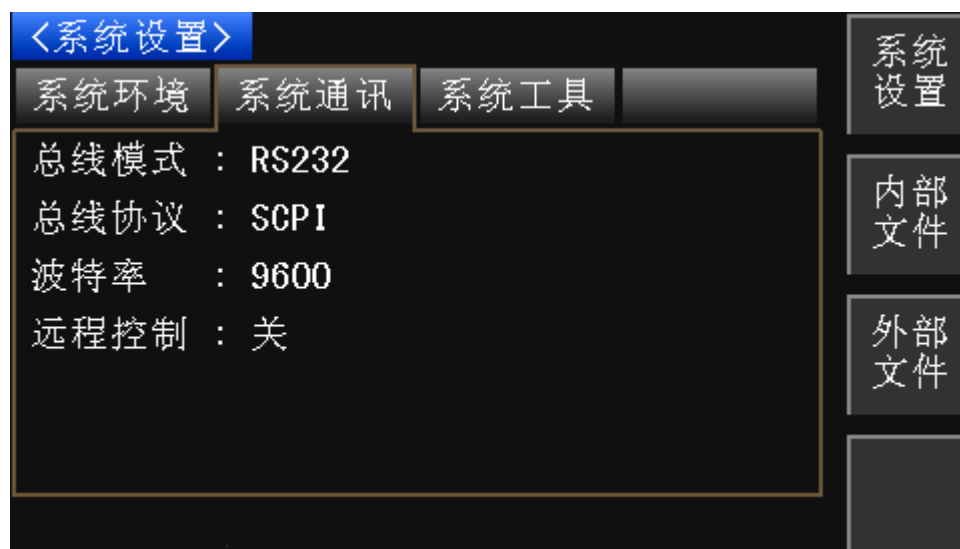 <系统设置>
系统环境 系统通讯 系统工具
总线模式 : RS232
总线协议 : SCPI
波特率 : 9600
远程控制 : 关
系统
设置
内部
文件
外部
文件